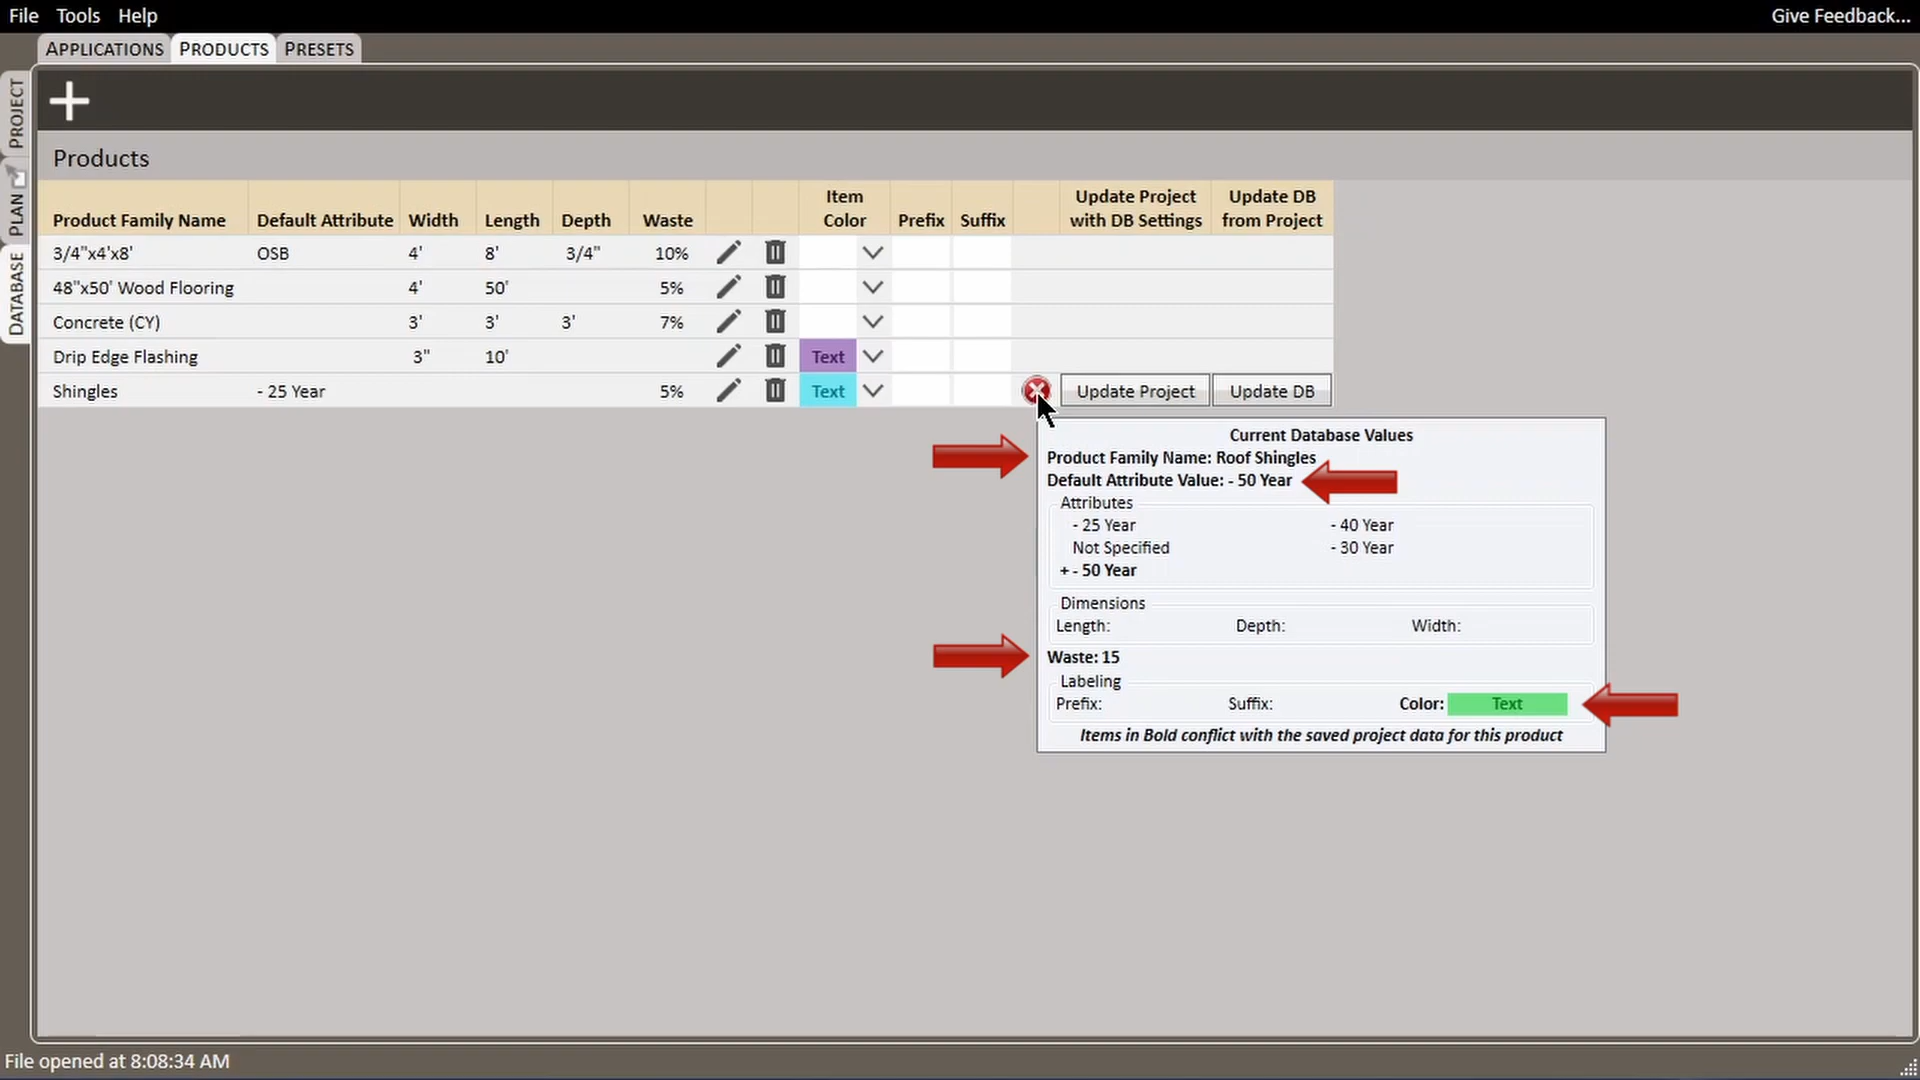 File Tools Help Give Feedback...
APPLICATIONS PRODUCTS PRESETS
PROJECT
PLAN
DATABASE
Products
Product Family Name Default Attribute Width Length Depth Waste Item Color Prefix Suffix Update Project with DB Settings Update DB from Project
3/4"x4'x8' OSB 4' 8' 3/4" 10%
48"x50' Wood Flooring 4' 50' 5%
Concrete (CY) 3' 3' 3' 7%
Drip Edge Flashing 3" 10' Text
Shingles - 25 Year 5% Text Update Project Update DB
Current Database Values
Product Family Name: Roof Shingles
Default Attribute Value: - 50 Year
Attributes
- 25 Year - 40 Year
Not Specified - 30 Year
+ - 50 Year
Dimensions
Length: Depth: Width:
Waste: 15
Labeling
Prefix: Suffix: Color: Text
Items in Bold conflict with the saved project data for this product
File opened at 8:08:34 AM